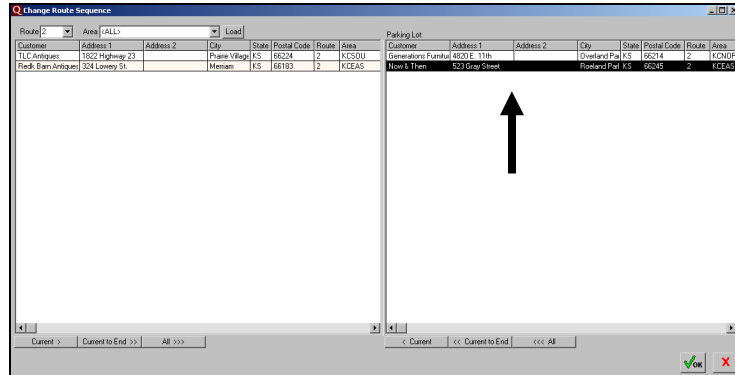 Q Change Route Sequence
Route 2 Area <ALL> Load
Customer Address 1 Address 2 City State Postal Code Route Area
TLC Antiques 1822 Highway 23 Prairie Village KS 66224 2 KCSOU
Redk Barn Antiques 324 Lowery St. Merriam KS 66183 2 KCEAS
Current > Current to End >> All >>>
Parking Lot:
Customer Address 1 Address 2 City State Postal Code Route Area
Generations Furnitur 4820 E. 11th Overland Par KS 66214 2 KCNOF
Now & Then 523 Gray Street Roeland Parl KS 66245 2 KCEAS
< Current << Current to End <<< All
OK X